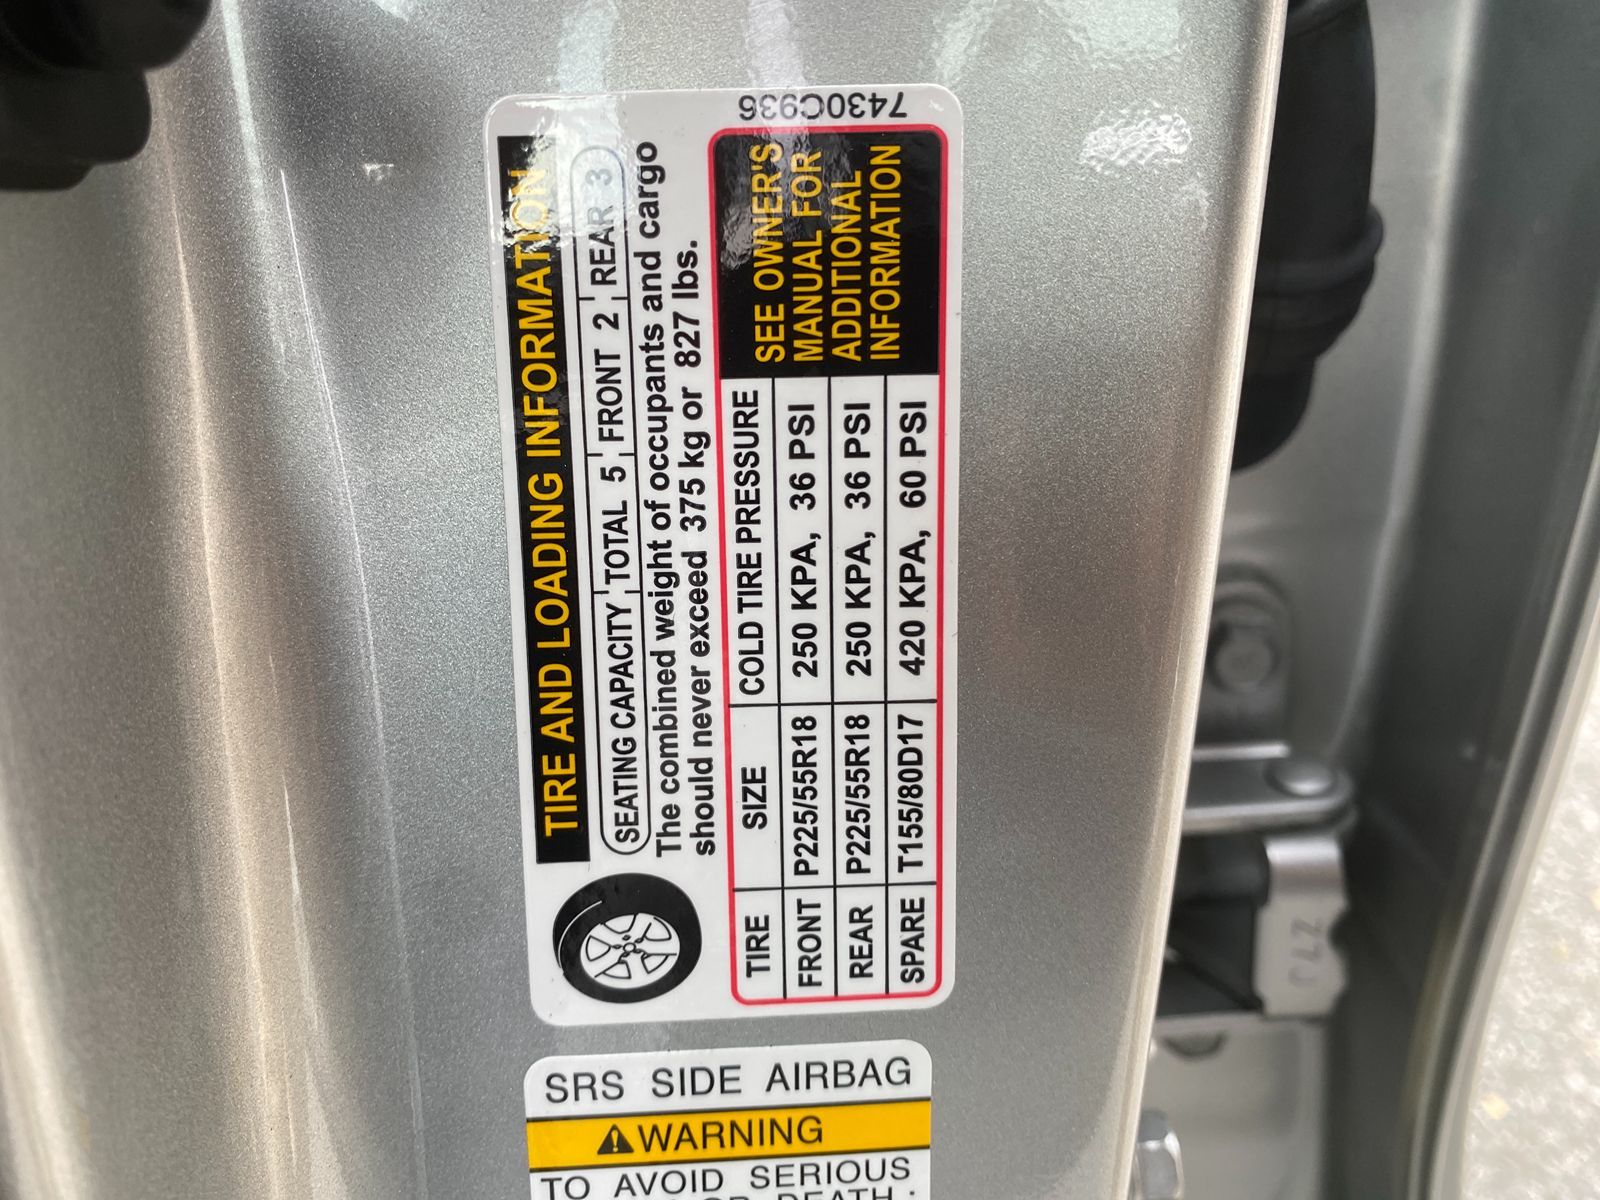 7430C936
TIRE AND LOADING INFORMATION
SEATING CAPACITY TOTAL 5 FRONT 2 REAR 3
The combined weight of occupants and cargo
should never exceed 375 kg or 827 lbs.
TIRE SIZE COLD TIRE PRESSURE
FRONT P225/55R18 250 KPA, 36 PSI
REAR P225/55R18 250 KPA, 36 PSI
SPARE T155/80D17 420 KPA, 60 PSI
SEE OWNER'S
MANUAL FOR
ADDITIONAL
INFORMATION
SRS SIDE AIRBAG
WARNING
TO AVOID SERIOUS
OR DEATH